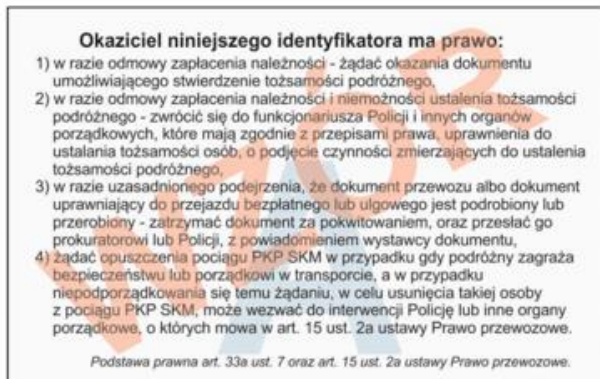 Okaziciel niniejszego identyfikatora ma prawo:
1) w razie odmowy zapłacenia należności - żądać okazania dokumentu
umożliwiającego stwierdzenie tożsamości podróżnego,
2) w razie odmowy zapłacenia należności i niemożności ustalenia tożsamości
podróżnego - zwrócić się do funkcjonariusza Policji i innych organów
porządkowych, które mają zgodnie z przepisami prawa, uprawnienia do
ustalania tożsamości osób, o podjęcie czynności zmierzających do ustalenia
tożsamości podróżnego,
3) w razie uzasadnionego podejrzenia, że dokument przewozu albo dokument
uprawniający do przejazdu bezpłatnego lub ulgowego jest podrobiony lub
przerobiony - zatrzymać dokument za pokwitowaniem, oraz przesłać go
prokuratorowi lub Policji, z powiadomieniem wystawcy dokumentu,
4) żądać opuszczenia pociągu PKP SKM w przypadku gdy podróżny zagraża
bezpieczeństwu lub porządkowi w transporcie, a w przypadku
niepodporządkowania się temu żądaniu, w celu usunięcia takiej osoby
z pociągu PKP SKM, może wezwać do interwencji Policję lub inne organy
porządkowe, o których mowa w art. 15 ust. 2a ustawy Prawo przewozowe.
Podstawa prawna art. 33a ust. 7 oraz art. 15 ust. 2a ustawy Prawo przewozowe.
WZÓR
A